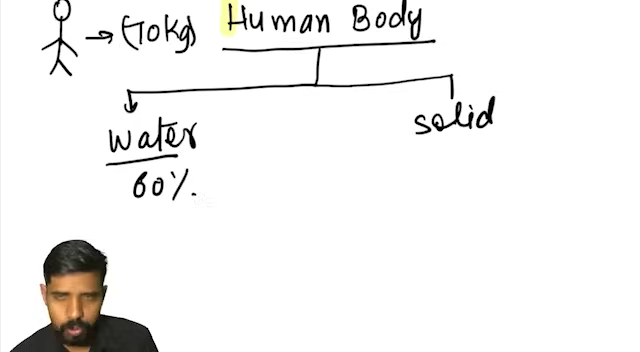 → (70kg) Human Body
water
solid
60%